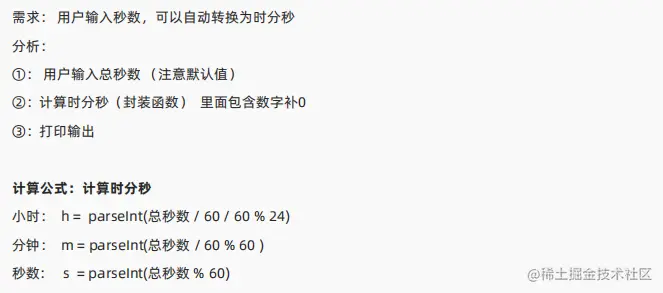 需求： 用户输入秒数，可以自动转换为时分秒
分析：
①： 用户输入总秒数 （注意默认值）
②：计算时分秒（封装函数） 里面包含数字补0
③：打印输出
计算公式：计算时分秒
小时： h = parseInt(总秒数 / 60 / 60 % 24)
分钟： m = parseInt(总秒数 / 60 % 60 )
秒数： s = parseInt(总秒数 % 60)
@稀土掘金技术社区